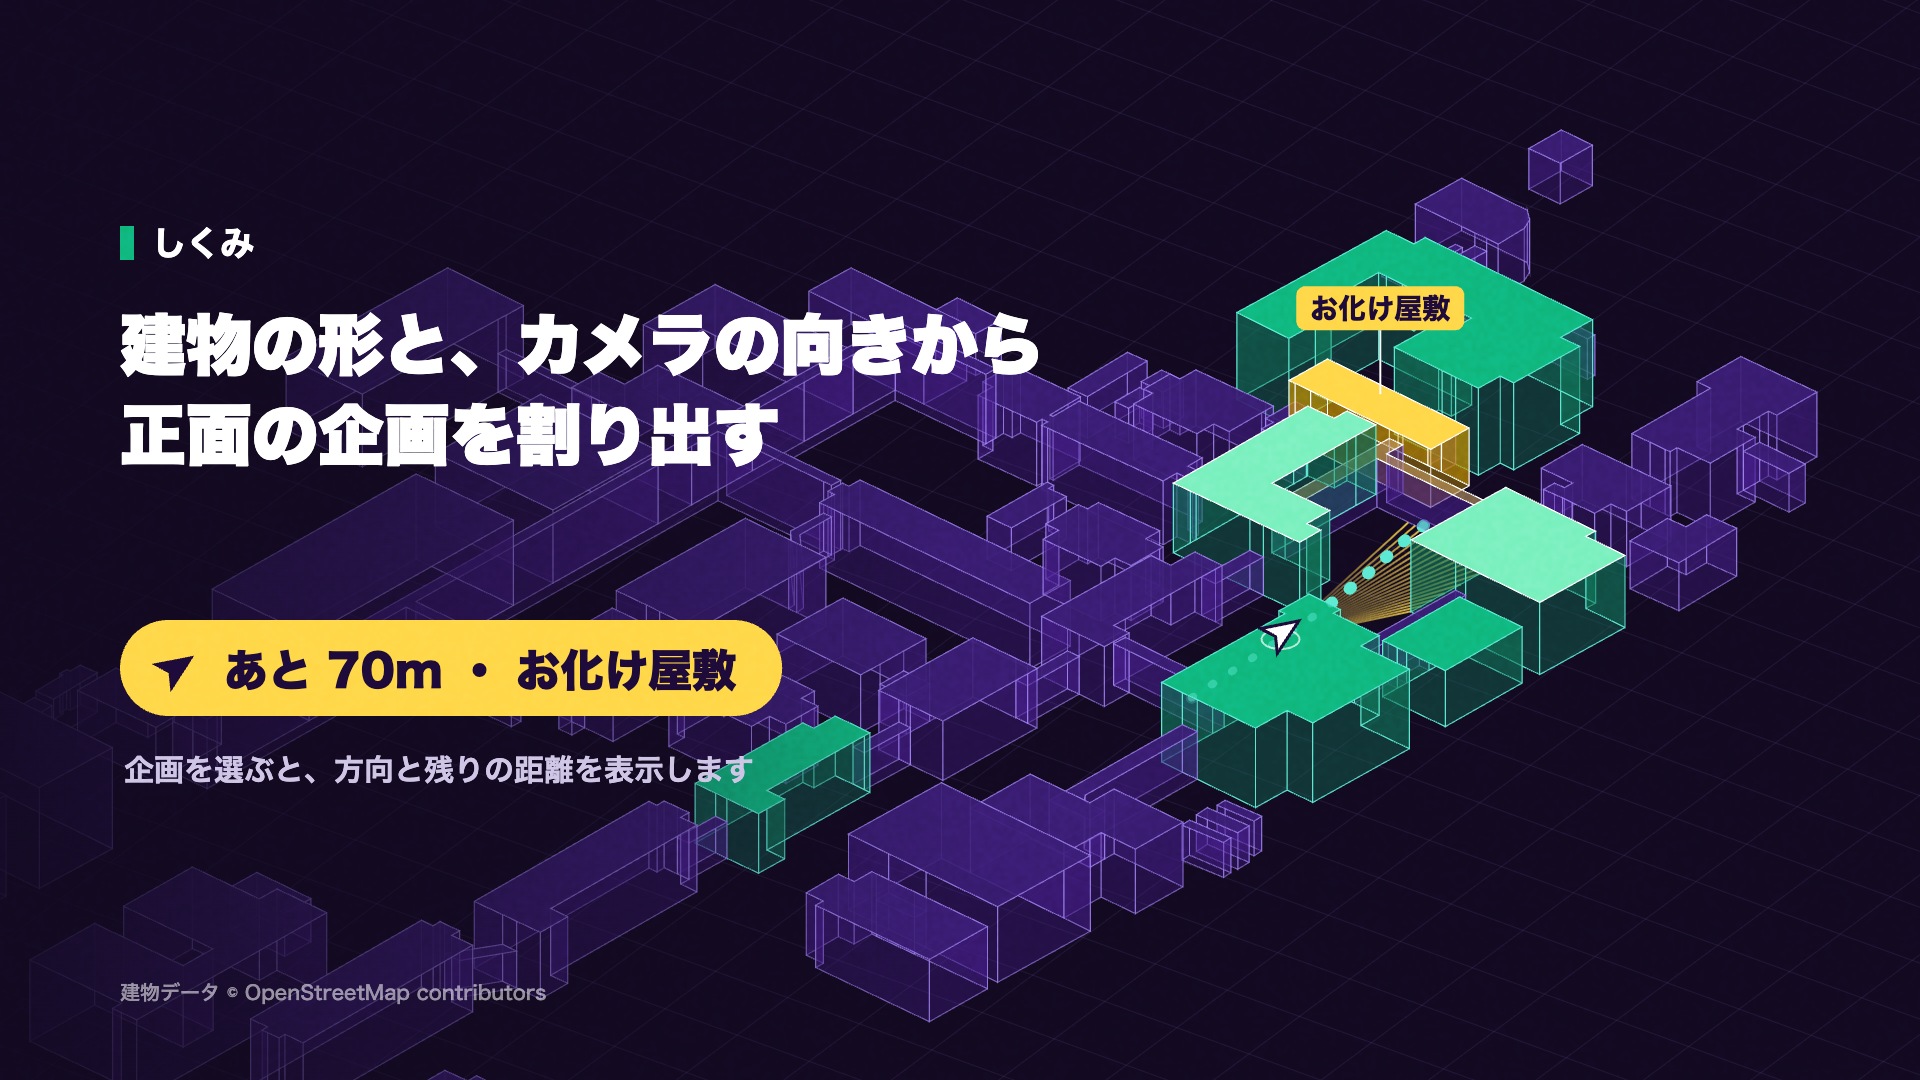 しくみ
建物の形と、カメラの向きから
正面の企画を割り出す
お化け屋敷
あと 70m ・ お化け屋敷
企画を選ぶと、方向と残りの距離を表示します
建物データ © OpenStreetMap contributors